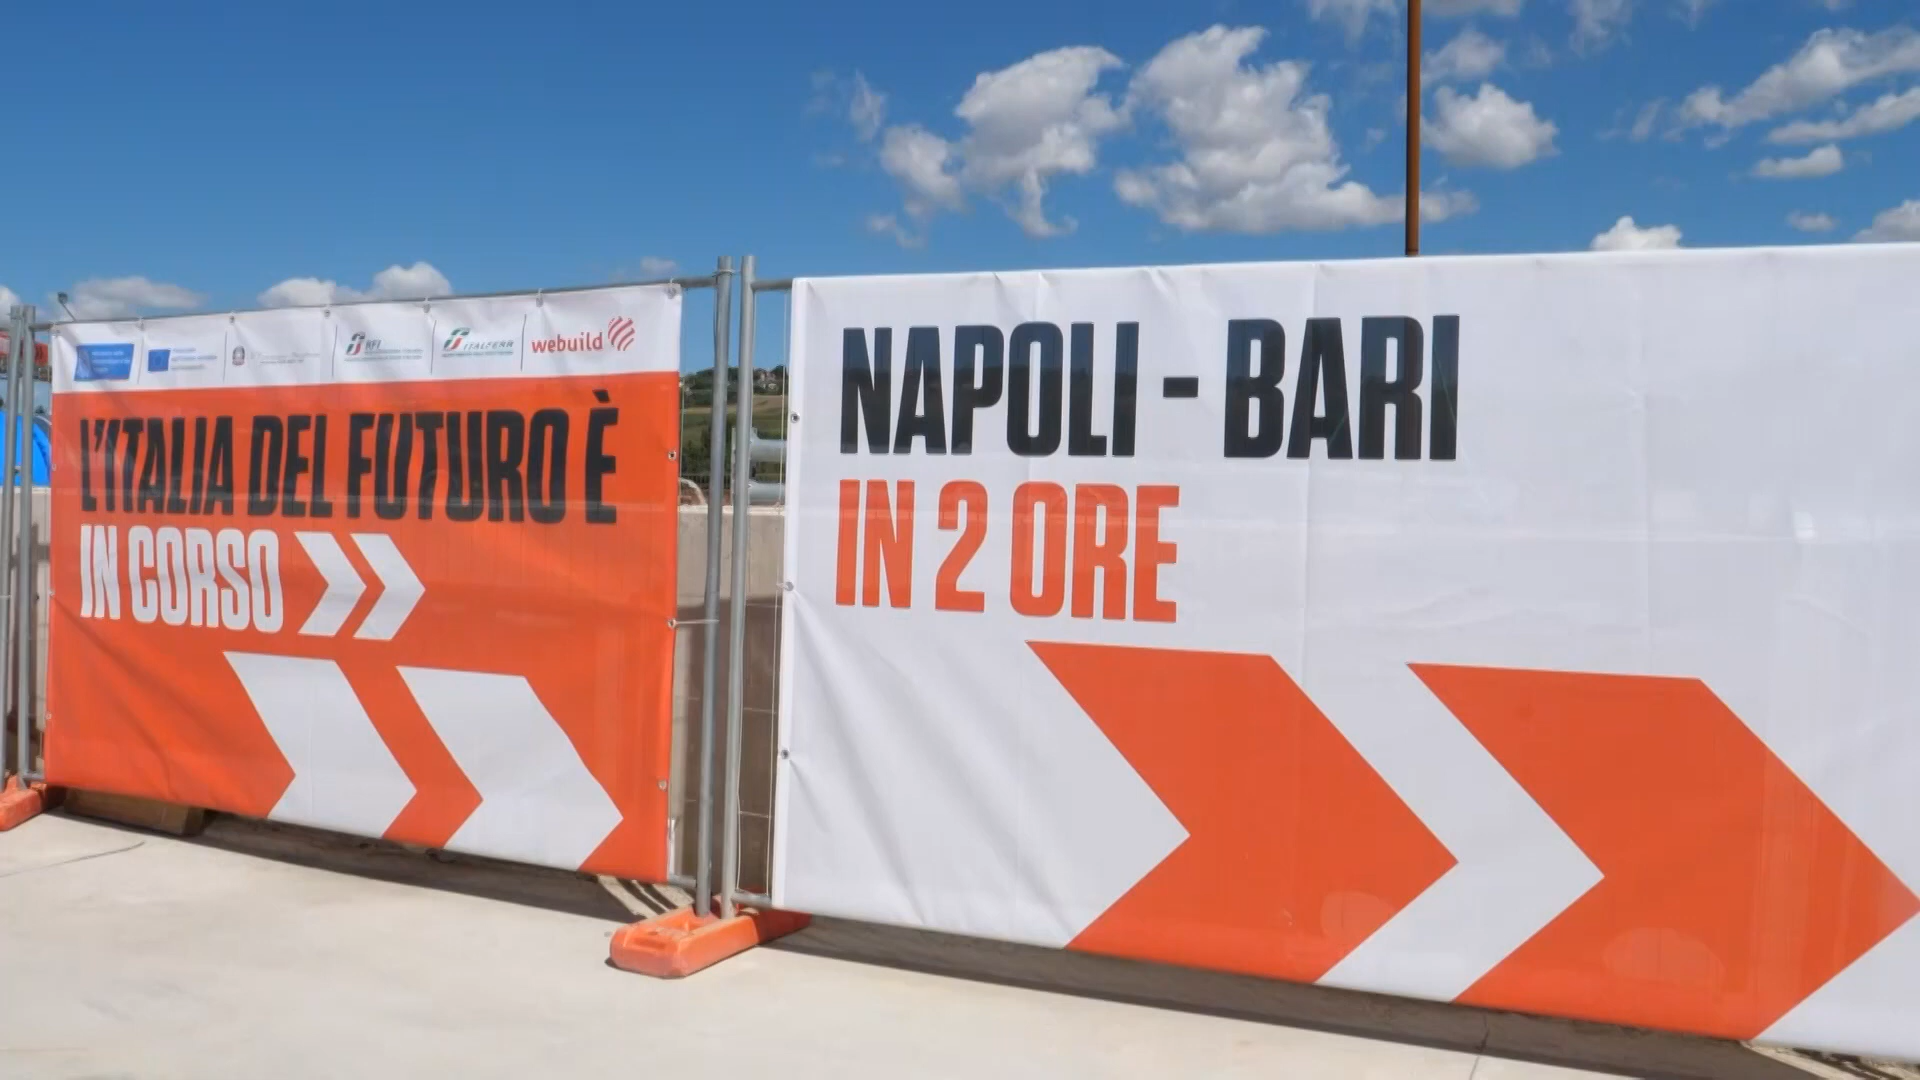 RFI
ITALFERR
webuild
L'ITALIA DEL FUTURO È
IN CORSO
NAPOLI - BARI
IN 2 ORE